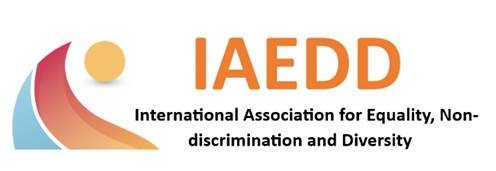 IAEDD
International Association for Equality, Non-
discrimination and Diversity